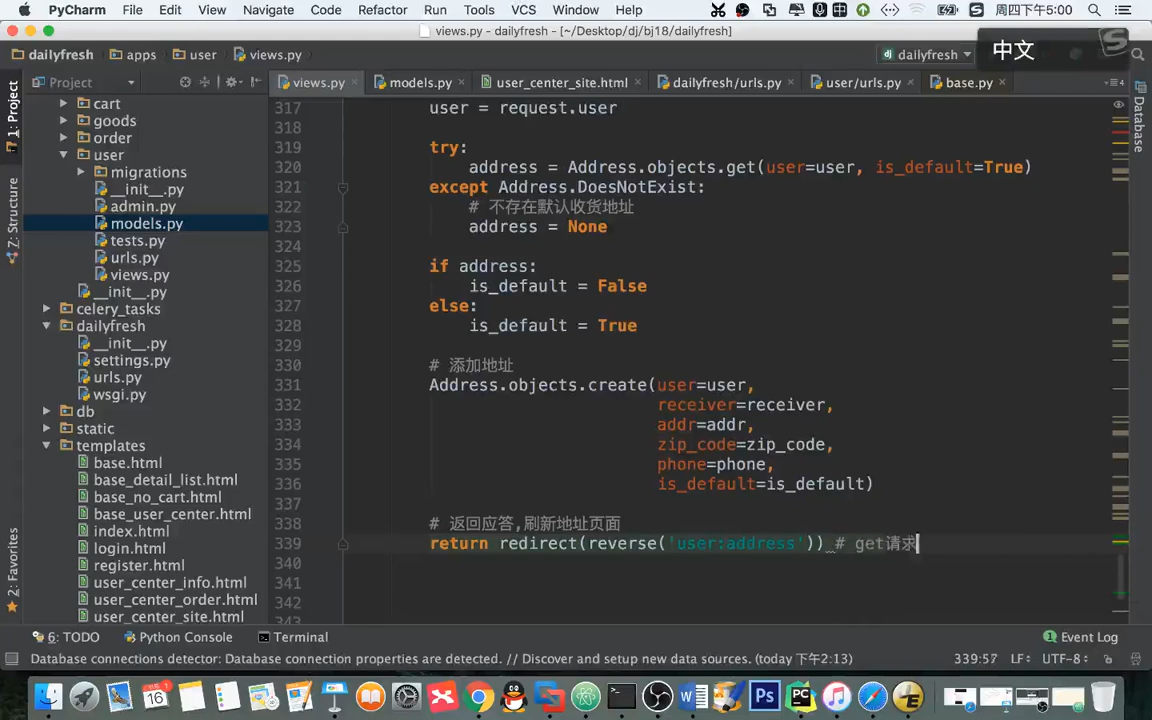 PyCharm File Edit View Navigate Code Refactor Run Tools VCS Window Help 周四下午5:00
views.py - dailyfresh - [~/Desktop/dj/bj18/dailyfresh]
dailyfresh apps user views.py dailyfresh 中文
1: Project
Project
views.py models.py user_center_site.html dailyfresh/urls.py user/urls.py base.py
cart
goods
order
user
migrations
__init__.py
admin.py
models.py
tests.py
urls.py
views.py
__init__.py
celery_tasks
dailyfresh
__init__.py
settings.py
urls.py
wsgi.py
db
static
templates
base.html
base_detail_list.html
base_no_cart.html
base_user_center.html
index.html
login.html
register.html
user_center_info.html
user_center_order.html
user_center_site.html
7: Structure
2: Favorites
317 user = request.user
318
319 try:
320 address = Address.objects.get(user=user, is_default=True)
321 except Address.DoesNotExist:
322 # 不存在默认收货地址
323 address = None
324
325 if address:
326 is_default = False
327 else:
328 is_default = True
329
330 # 添加地址
331 Address.objects.create(user=user,
332 receiver=receiver,
333 addr=addr,
334 zip_code=zip_code,
335 phone=phone,
336 is_default=is_default)
337
338 # 返回应答,刷新地址页面
339 return redirect(reverse('user:address')) # get请求
340
341
342
Database
6: TODO Python Console Terminal 1 Event Log
Database connections detector: Database connection properties are detected. // Discover and setup new data sources. (today 下午2:13) 339:57 LF÷ UTF-8÷
16
Ps PC